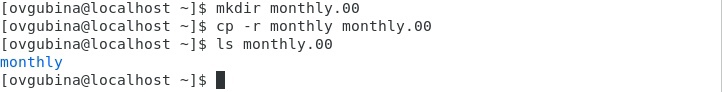 [ovgubina@localhost ~]$ mkdir monthly.00
[ovgubina@localhost ~]$ cp -r monthly monthly.00
[ovgubina@localhost ~]$ ls monthly.00
monthly
[ovgubina@localhost ~]$